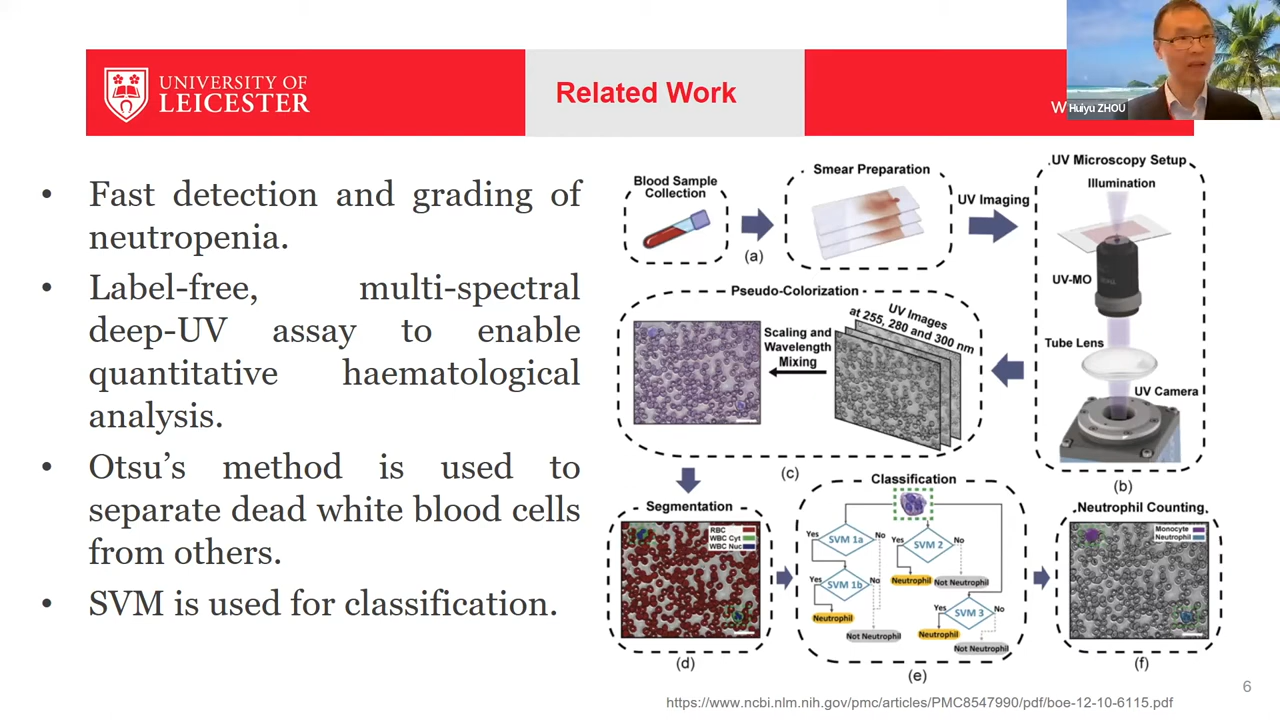 UNIVERSITY OF
LEICESTER
Related Work
W
Huiyu ZHOU
• Fast detection and grading of
neutropenia.
• Label-free, multi-spectral
deep-UV assay to enable
quantitative haematological
analysis.
• Otsu's method is used to
separate dead white blood cells
from others.
• SVM is used for classification.
Blood Sample
Collection
Smear Preparation
(a)
UV Imaging
UV Microscopy Setup
Illumination
UV-MO
Tube Lens
UV Camera
(b)
Pseudo-Colorization
UV Images
at 255, 280 and 300 nm
Scaling and
Wavelength
Mixing
(c)
Segmentation
RBC
WBC Cyt
WBC Nuc
(d)
Classification
Yes
SVM 1a
No
Yes
SVM 1b
No
Neutrophil
Not Neutrophil
Yes
SVM 2
No
Neutrophil
Not Neutrophil
Yes
SVM 3
No
Neutrophil
Not Neutrophil
(e)
Neutrophil Counting
Monocyte
Neutrophil
(f)
https://www.ncbi.nlm.nih.gov/pmc/articles/PMC8547990/pdf/boe-12-10-6115.pdf
6